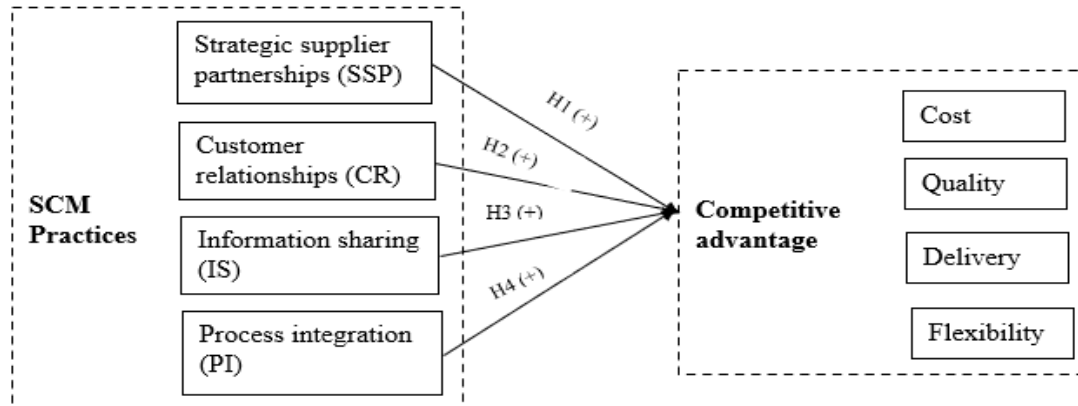 Strategic supplier
partnerships (SSP)
Customer
relationships (CR)
SCM
Practices
Information sharing
(IS)
Process integration
(PI)
H1 (+)
H2 (+)
H3 (+)
H4 (+)
Competitive
advantage
Cost
Quality
Delivery
Flexibility